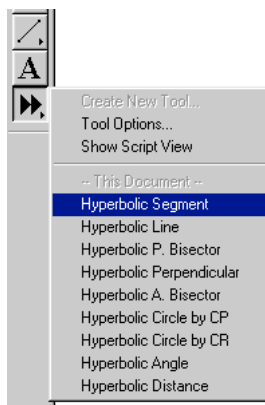 A
Create New Tool...
Tool Options...
Show Script View
-- This Document --
Hyperbolic Segment
Hyperbolic Line
Hyperbolic P. Bisector
Hyperbolic Perpendicular
Hyperbolic A. Bisector
Hyperbolic Circle by CP
Hyperbolic Circle by CR
Hyperbolic Angle
Hyperbolic Distance